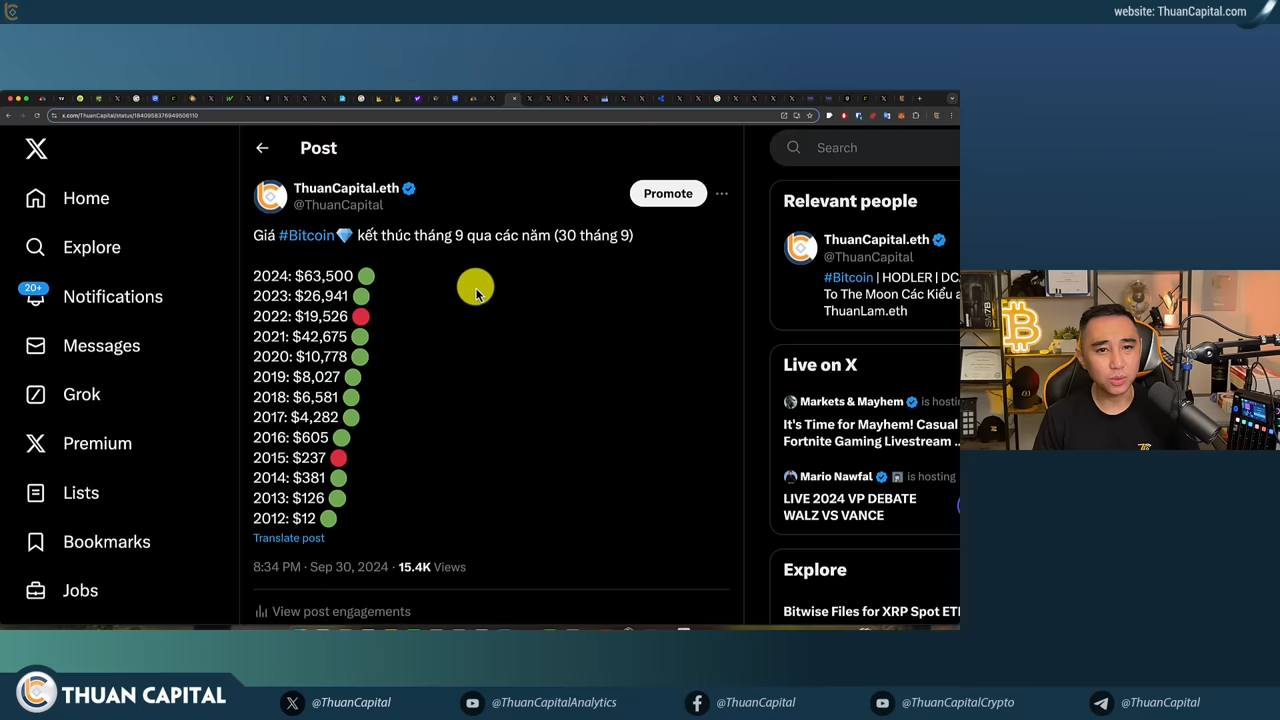 website: ThuanCapital.com
x.com/ThuanCapital/status/1840958376949506110
Post
Search
ThuanCapital.eth
@ThuanCapital
Promote
Giá #Bitcoin💎 kết thúc tháng 9 qua các năm (30 tháng 9)
2024: $63,500 🟢
2023: $26,941 🟢
2022: $19,526 🔴
2021: $42,675 🟢
2020: $10,778 🟢
2019: $8,027 🟢
2018: $6,581 🟢
2017: $4,282 🟢
2016: $605 🟢
2015: $237 🔴
2014: $381 🟢
2013: $126 🟢
2012: $12 🟢
Translate post
8:34 PM · Sep 30, 2024 · 15.4K Views
View post engagements
Home
Explore
20+
Notifications
Messages
Grok
Premium
Lists
Bookmarks
Jobs
Relevant people
ThuanCapital.eth
@ThuanCapital
#Bitcoin | HODLER | DC
To The Moon Các Kiểu
ThuanLam.eth
Live on X
Markets & Mayhem is hosting
It's Time for Mayhem! Casual
Fortnite Gaming Livestream ..
Mario Nawfal is hosting
LIVE 2024 VP DEBATE
WALZ VS VANCE
Explore
Bitwise Files for XRP Spot ET
SM7B
THUAN CAPITAL
@ThuanCapital
@ThuanCapitalAnalytics
@ThuanCapital
@ThuanCapitalCrypto
@ThuanCapital